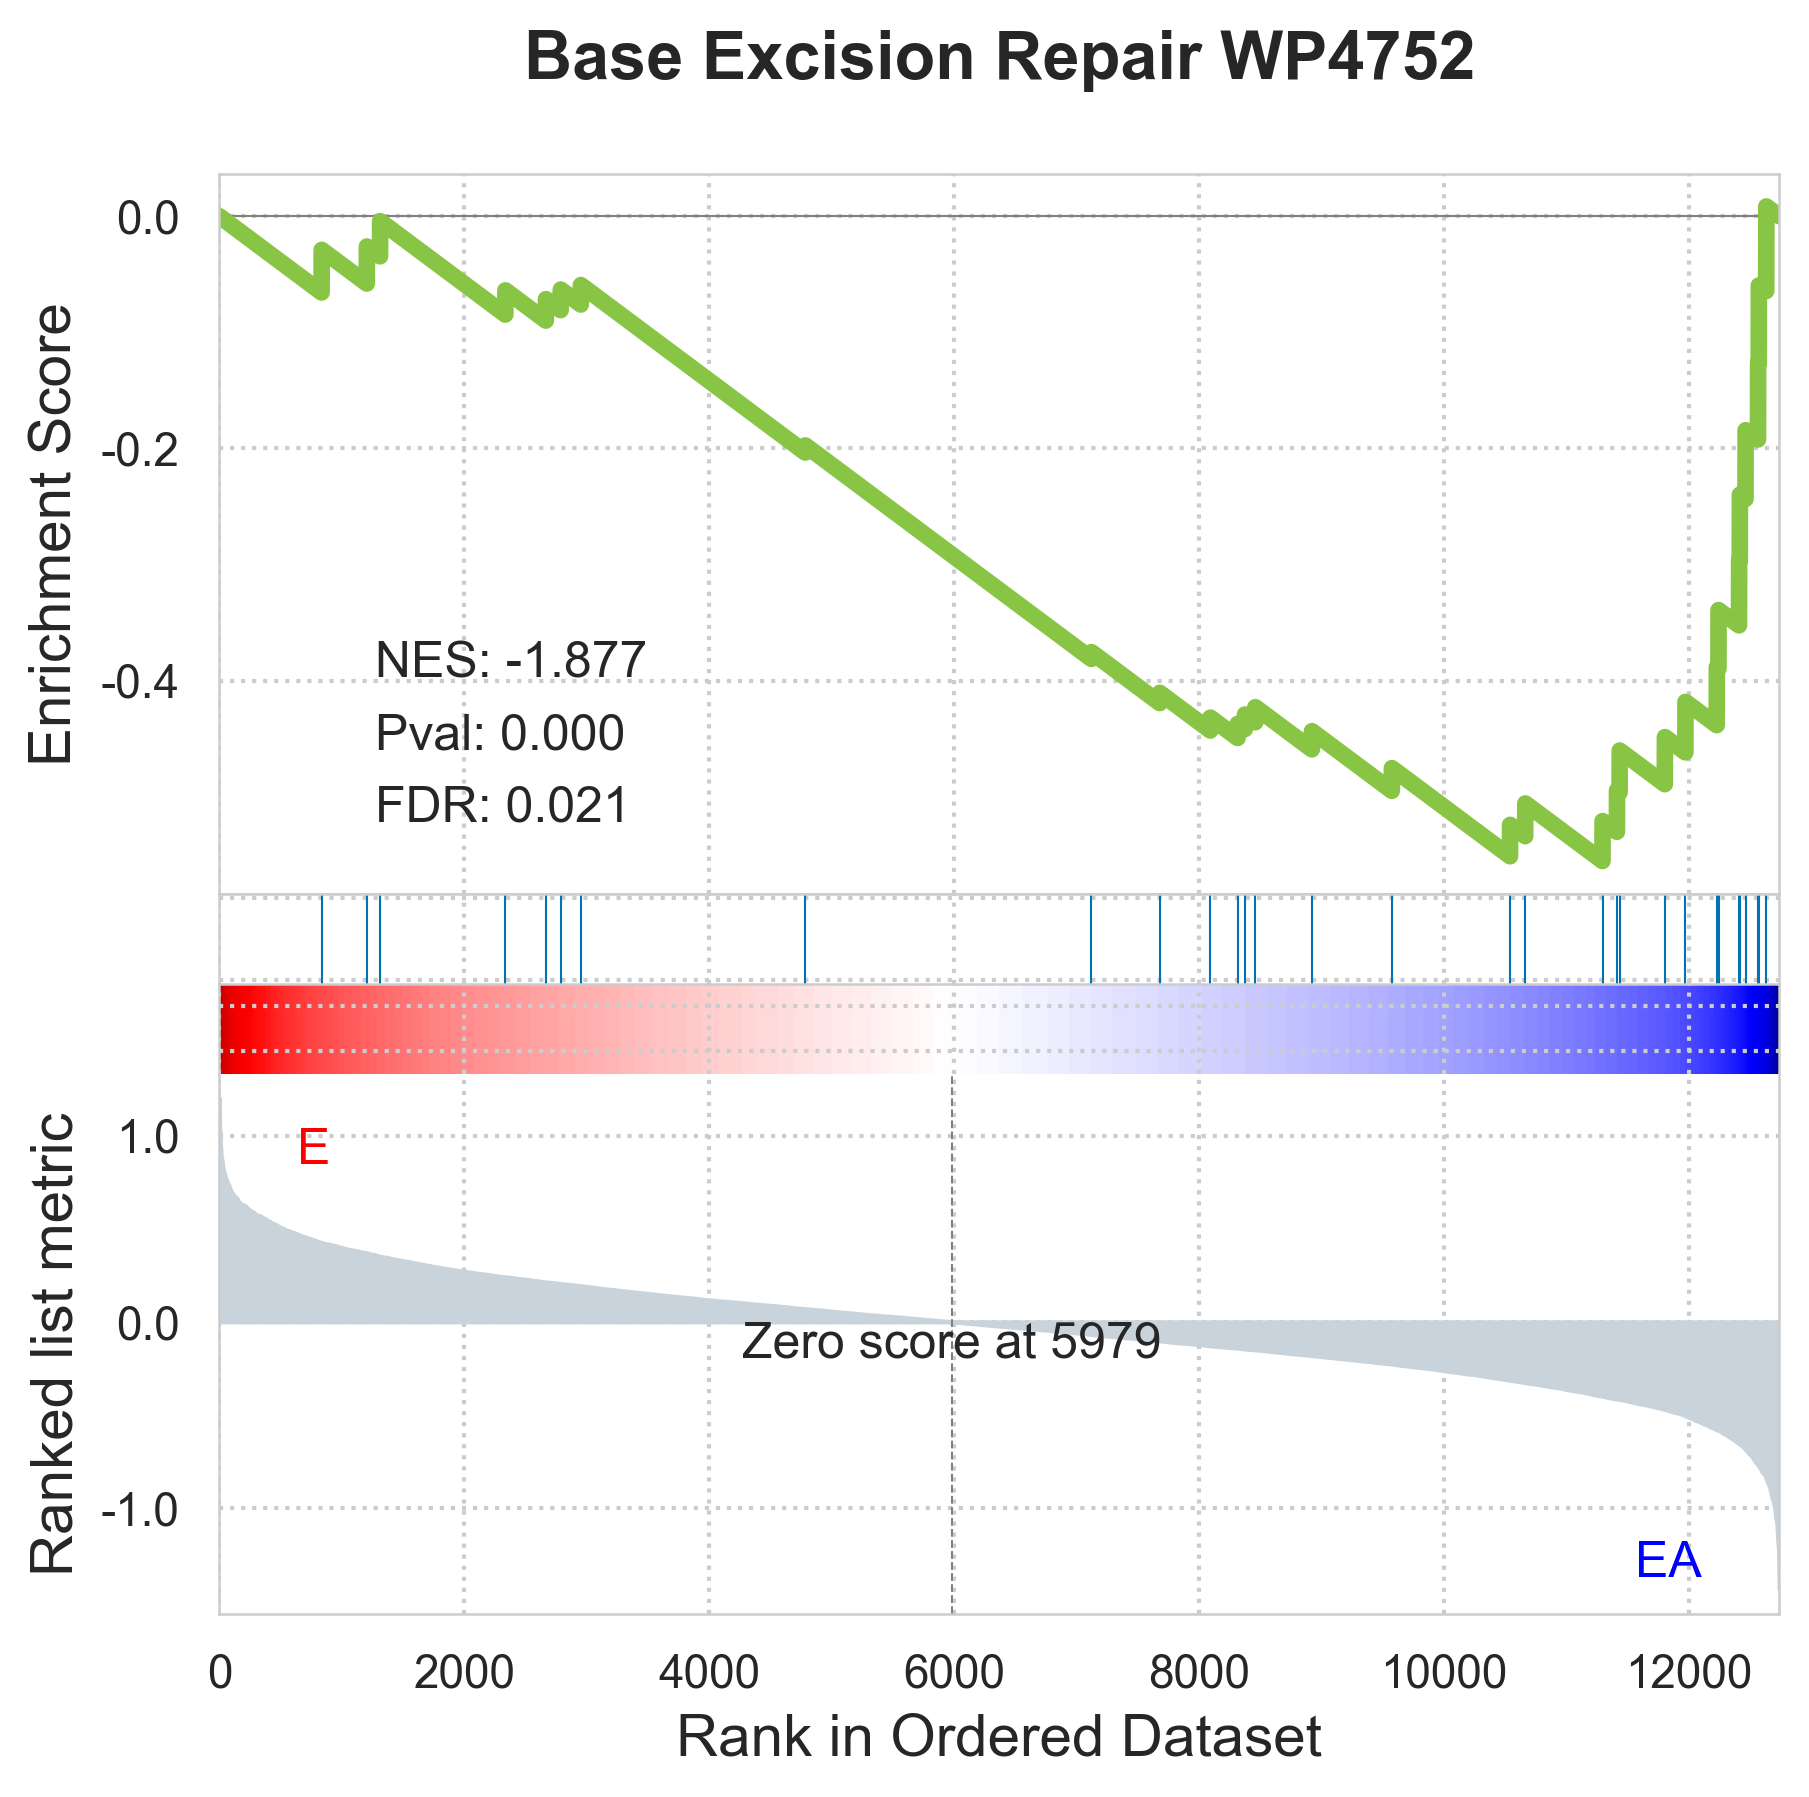 Base Excision Repair WP4752
Enrichment Score
0.0
-0.2
-0.4
NES: -1.877
Pval: 0.000
FDR: 0.021
Ranked list metric
1.0
0.0
-1.0
E
Zero score at 5979
EA
0 2000 4000 6000 8000 10000 12000
Rank in Ordered Dataset